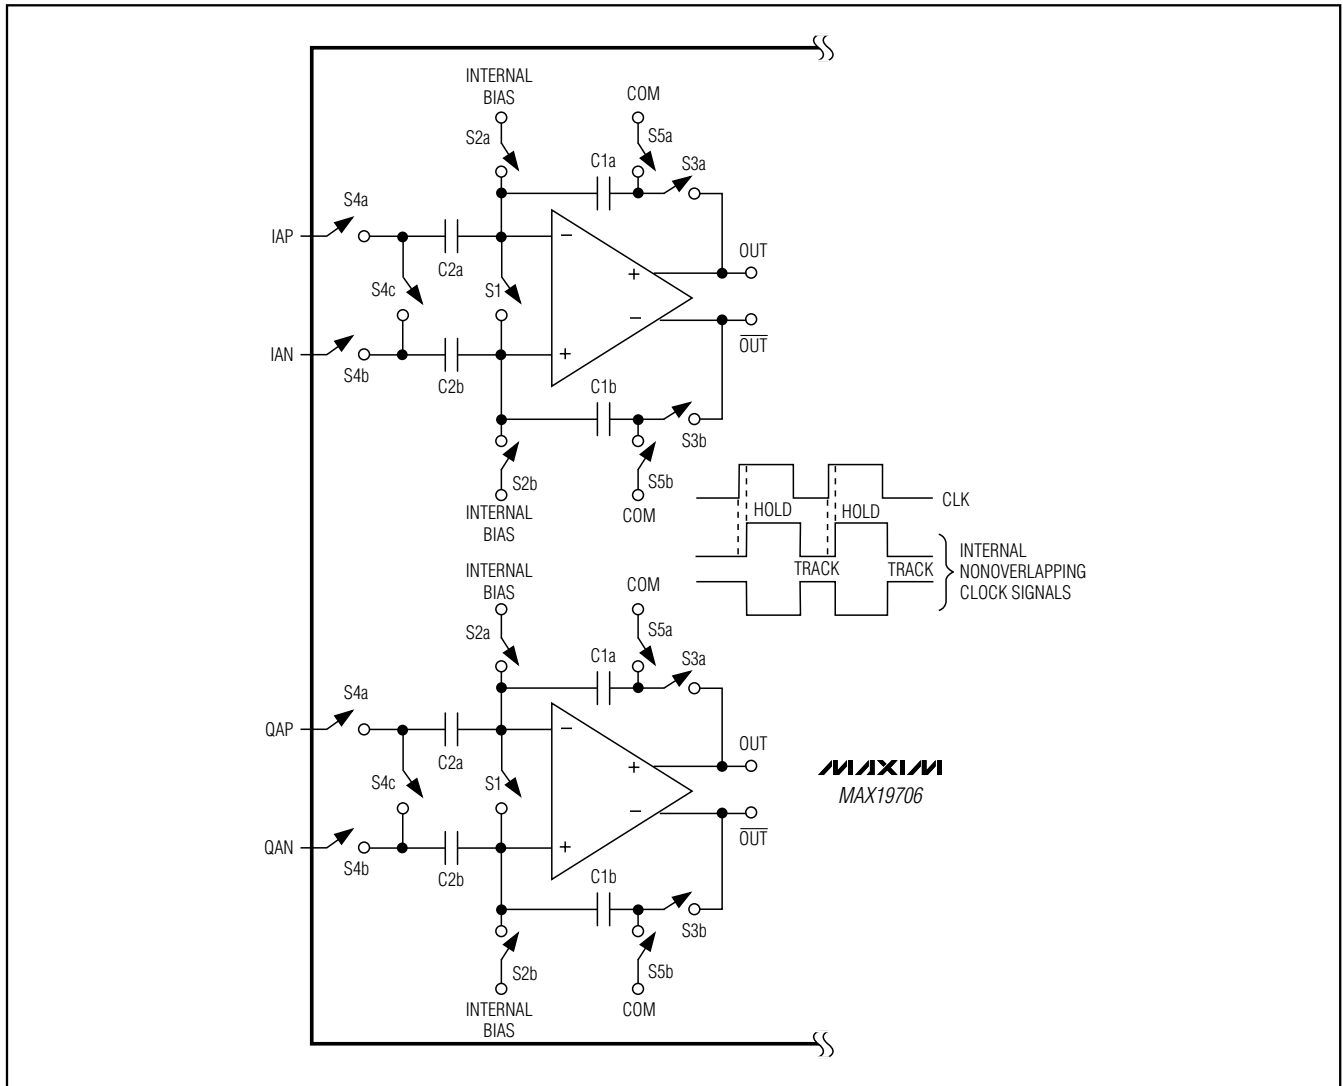 INTERNAL
BIAS
COM
S2a
S5a
C1a
S3a
S4a
IAP
−
OUT
C2a
+
S4c
S1
−
OUT
IAN
+
S4b
C2b
C1b
S3b
S2b
S5b
INTERNAL
BIAS
COM
CLK
HOLD
HOLD
TRACK
TRACK
INTERNAL
NONOVERLAPPING
CLOCK SIGNALS
INTERNAL
BIAS
COM
S2a
S5a
C1a
S3a
S4a
QAP
−
OUT
C2a
+
S4c
S1
−
OUT
QAN
+
S4b
C2b
C1b
S3b
S2b
S5b
INTERNAL
BIAS
COM
MAXIM
MAX19706